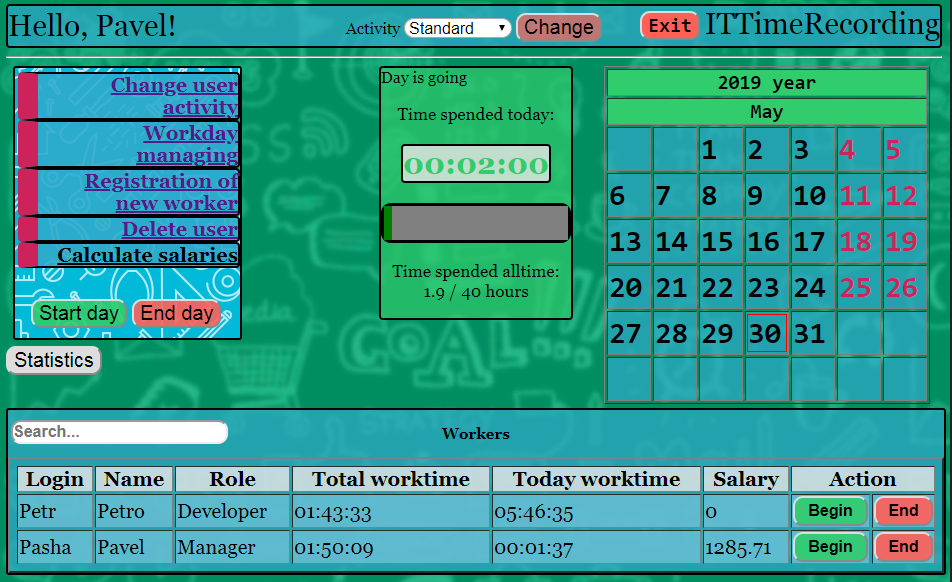 Hello, Pavel!
Activity Standard Change
Exit ITTimeRecording
Change user
activity
Workday
managing
Registration of
new worker
Delete user
Calculate salaries
Start day End day
Statistics
Day is going
Time spended today:
00:02:00
Time spended alltime:
1.9 / 40 hours
2019 year
May
1 2 3 4 5
6 7 8 9 10 11 12
13 14 15 16 17 18 19
20 21 22 23 24 25 26
27 28 29 30 31
Search...
Workers
Login Name Role Total worktime Today worktime Salary Action
Petr Petro Developer 01:43:33 05:46:35 0 Begin End
Pasha Pavel Manager 01:50:09 00:01:37 1285.71 Begin End
GOAL...
STRATEGY